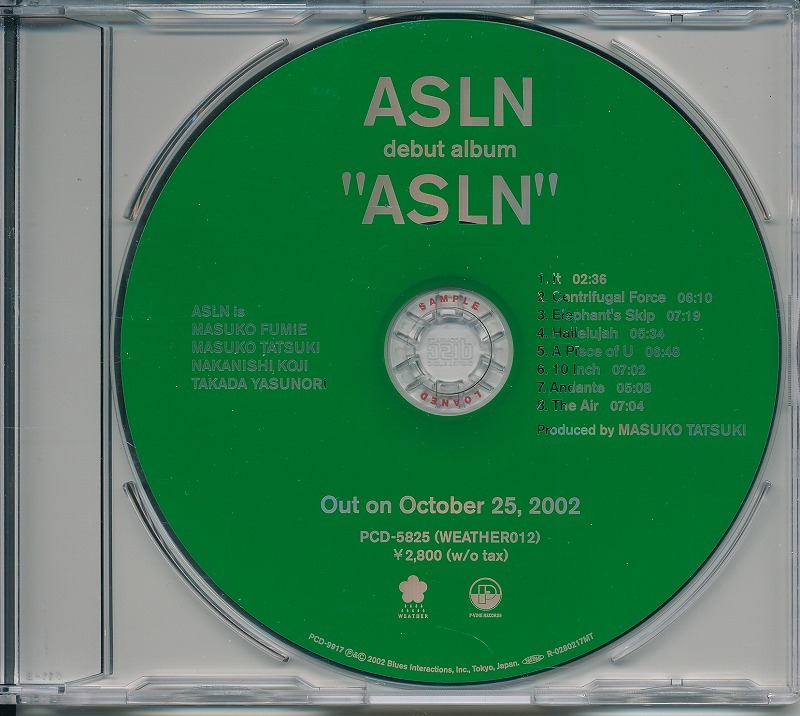 ASLN
debut album
"ASLN"
ASLN is
MASUKO FUMIE
MASUKO TATSUKI
NAKANISHI KOJI
TAKADA YASUNORI
SAMPLE
LOANED
1. It 02:36
2. Centrifugal Force 06:10
3. Elephant's Skip 07:19
4. Hallelujah 05:34
5. A Piece of U 06:48
6. 10 Inch 07:02
7. Andante 05:08
8. The Air 07:04
Produced by MASUKO TATSUKI
Out on October 25, 2002
PCD-5825 (WEATHER012)
¥2,800 (w/o tax)
WEATHER
P-VINE RECORDS
PCD-9917 Ⓟ&© 2002 Blues Interactions, Inc., Tokyo, Japan. R-0280217MT